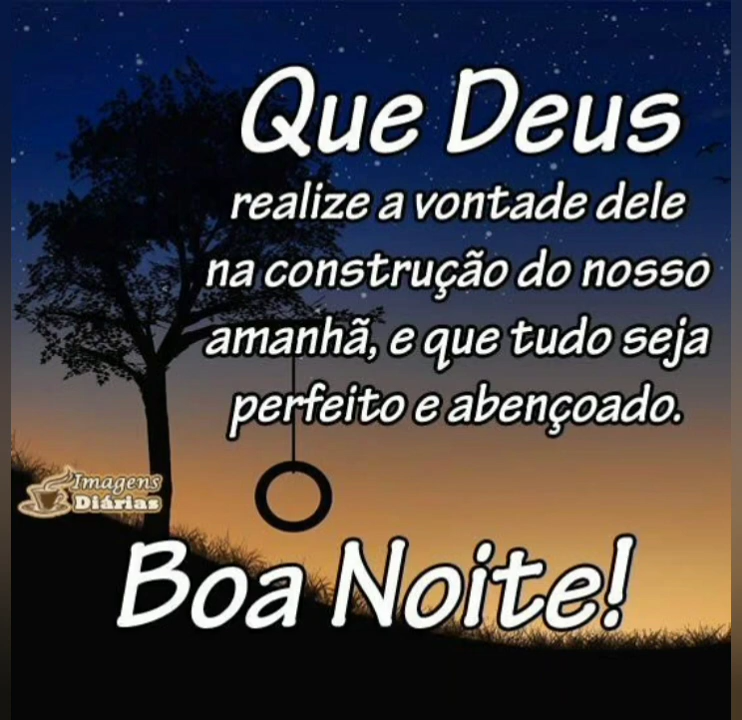 Que Deus
realize a vontade dele
na construção do nosso
amanhã, e que tudo seja
perfeito e abençoado.
Imagens
Diárias
Boa Noite!